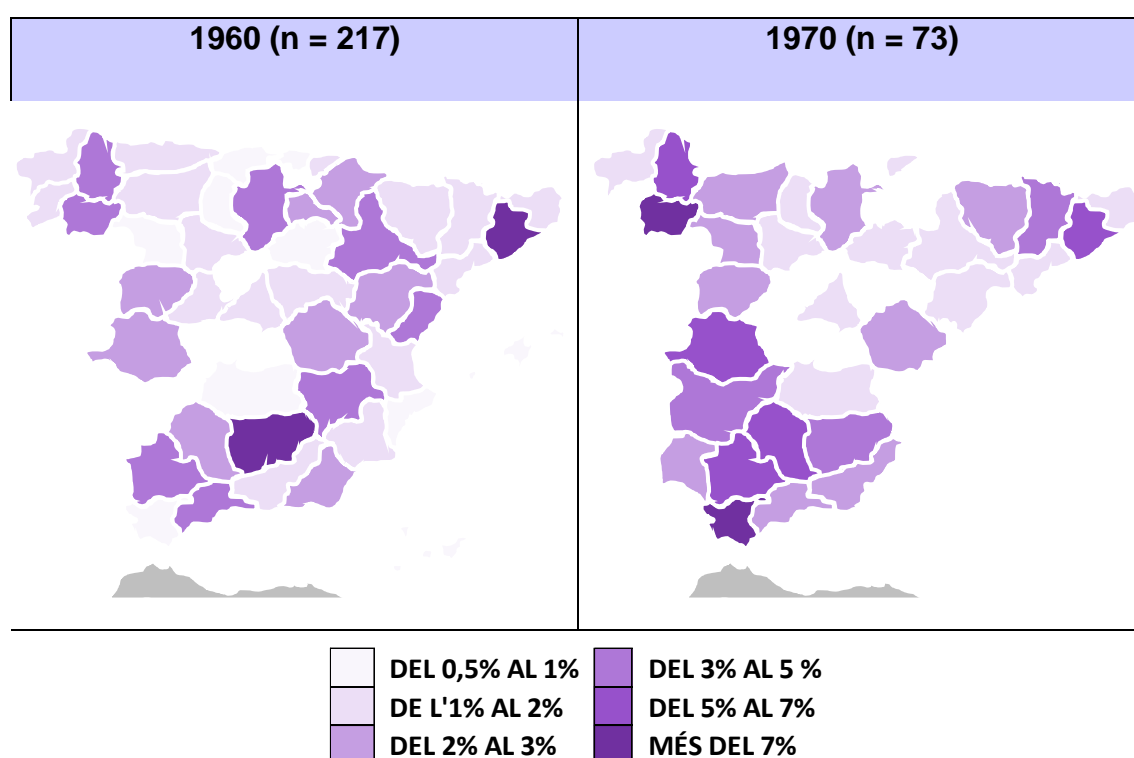 1960 (n = 217)
1970 (n = 73)
DEL 0,5% AL 1%
DE L'1% AL 2%
DEL 2% AL 3%
DEL 3% AL 5 %
DEL 5% AL 7%
MÉS DEL 7%